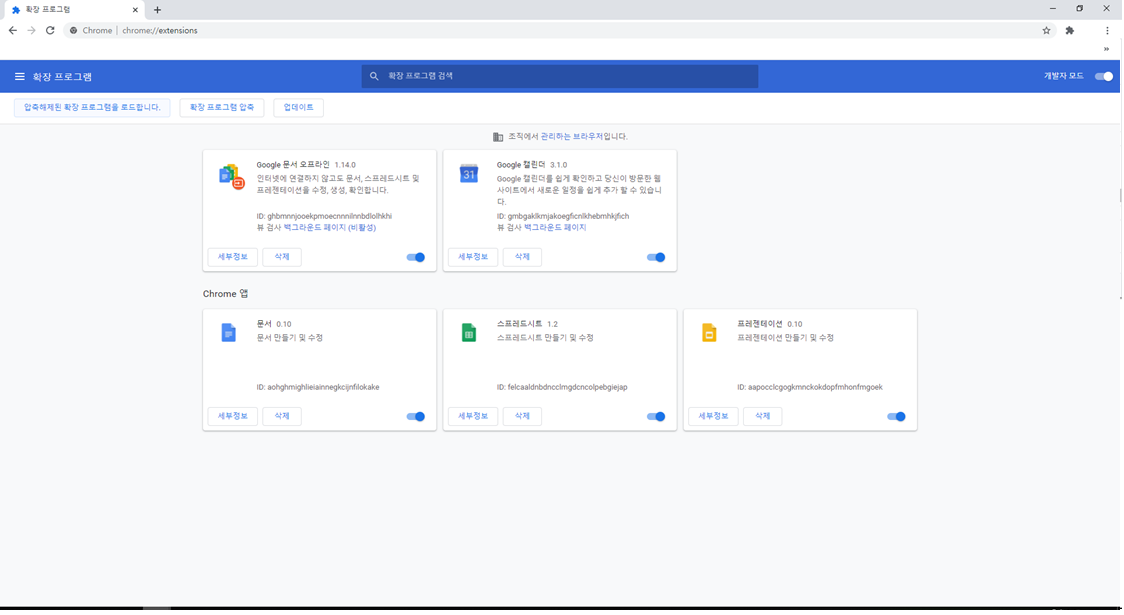 확장 프로그램
Chrome | chrome://extensions
»
확장 프로그램
확장 프로그램 검색
개발자 모드
압축해제된 확장 프로그램을 로드합니다.
확장 프로그램 압축
업데이트
조직에서 관리하는 브라우저입니다.
Google 문서 오프라인 1.14.0
인터넷에 연결하지 않고도 문서, 스프레드시트 및
프레젠테이션을 수정, 생성, 확인합니다.
ID: ghbmnnjooekpmoecnnnilnnbdlolhkhi
뷰 검사 백그라운드 페이지 (비활성)
세부정보
삭제
31
Google 캘린더 3.1.0
Google 캘린더를 쉽게 확인하고 당신이 방문한 웹
사이트에서 새로운 일정을 쉽게 추가 할 수 있습니
다.
ID: gmbgaklkmjakoegficnlkhebmhkjfich
뷰 검사 백그라운드 페이지
세부정보
삭제
Chrome 앱
문서 0.10
문서 만들기 및 수정
ID: aohghmighlieiainnegkcijnfilokake
세부정보
삭제
스프레드시트 1.2
스프레드시트 만들기 및 수정
ID: felcaaldnbdncclmgdcncolpebgiejap
세부정보
삭제
프레젠테이션 0.10
프레젠테이션 만들기 및 수정
ID: aapocclcgogkmnckokdopfmhonfmgoek
세부정보
삭제